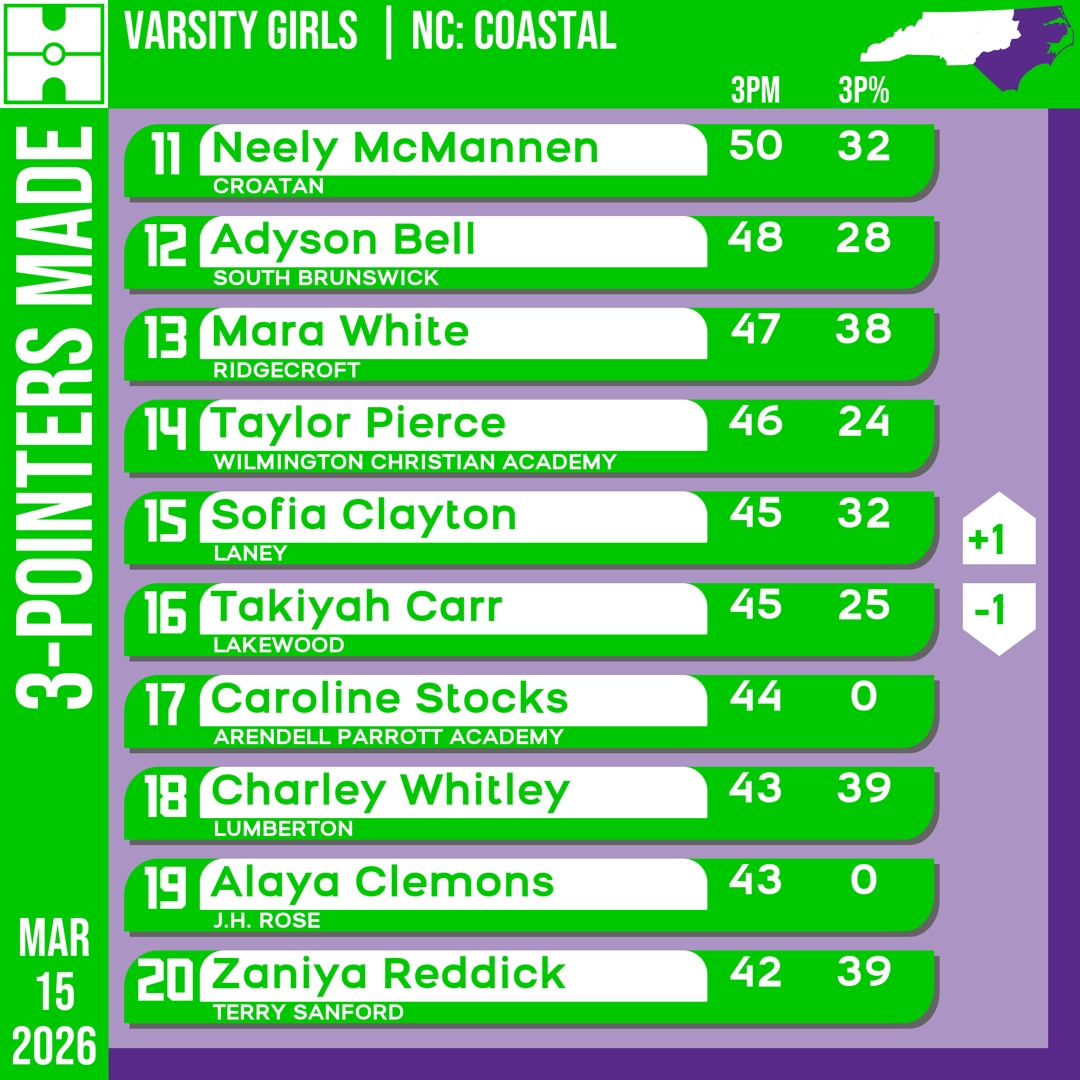 VARSITY GIRLS | NC: COASTAL
3PM 3P%
3-POINTERS MADE
11 Neely McMannen 50 32
CROATAN
12 Adyson Bell 48 28
SOUTH BRUNSWICK
13 Mara White 47 38
RIDGECROFT
14 Taylor Pierce 46 24
WILMINGTON CHRISTIAN ACADEMY
15 Sofia Clayton 45 32 +1
LANEY
16 Takiyah Carr 45 25 -1
LAKEWOOD
17 Caroline Stocks 44 0
ARENDELL PARROTT ACADEMY
18 Charley Whitley 43 39
LUMBERTON
19 Alaya Clemons 43 0
J.H. ROSE
20 Zaniya Reddick 42 39
TERRY SANFORD
MAR
15
2026